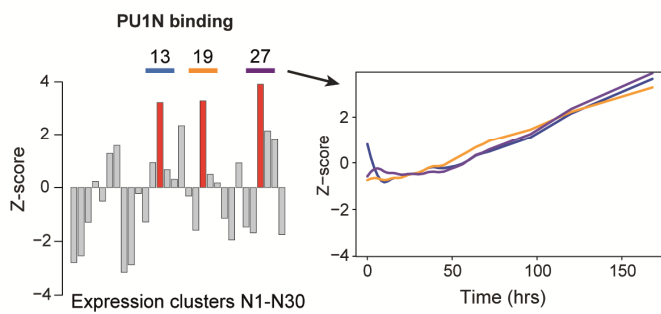 PU1N binding
13 19 27
4
2
0
−2
−4
Z-score
Expression clusters N1-N30
2
0
−2
−4
Z−score
0 50 100 150
Time (hrs)